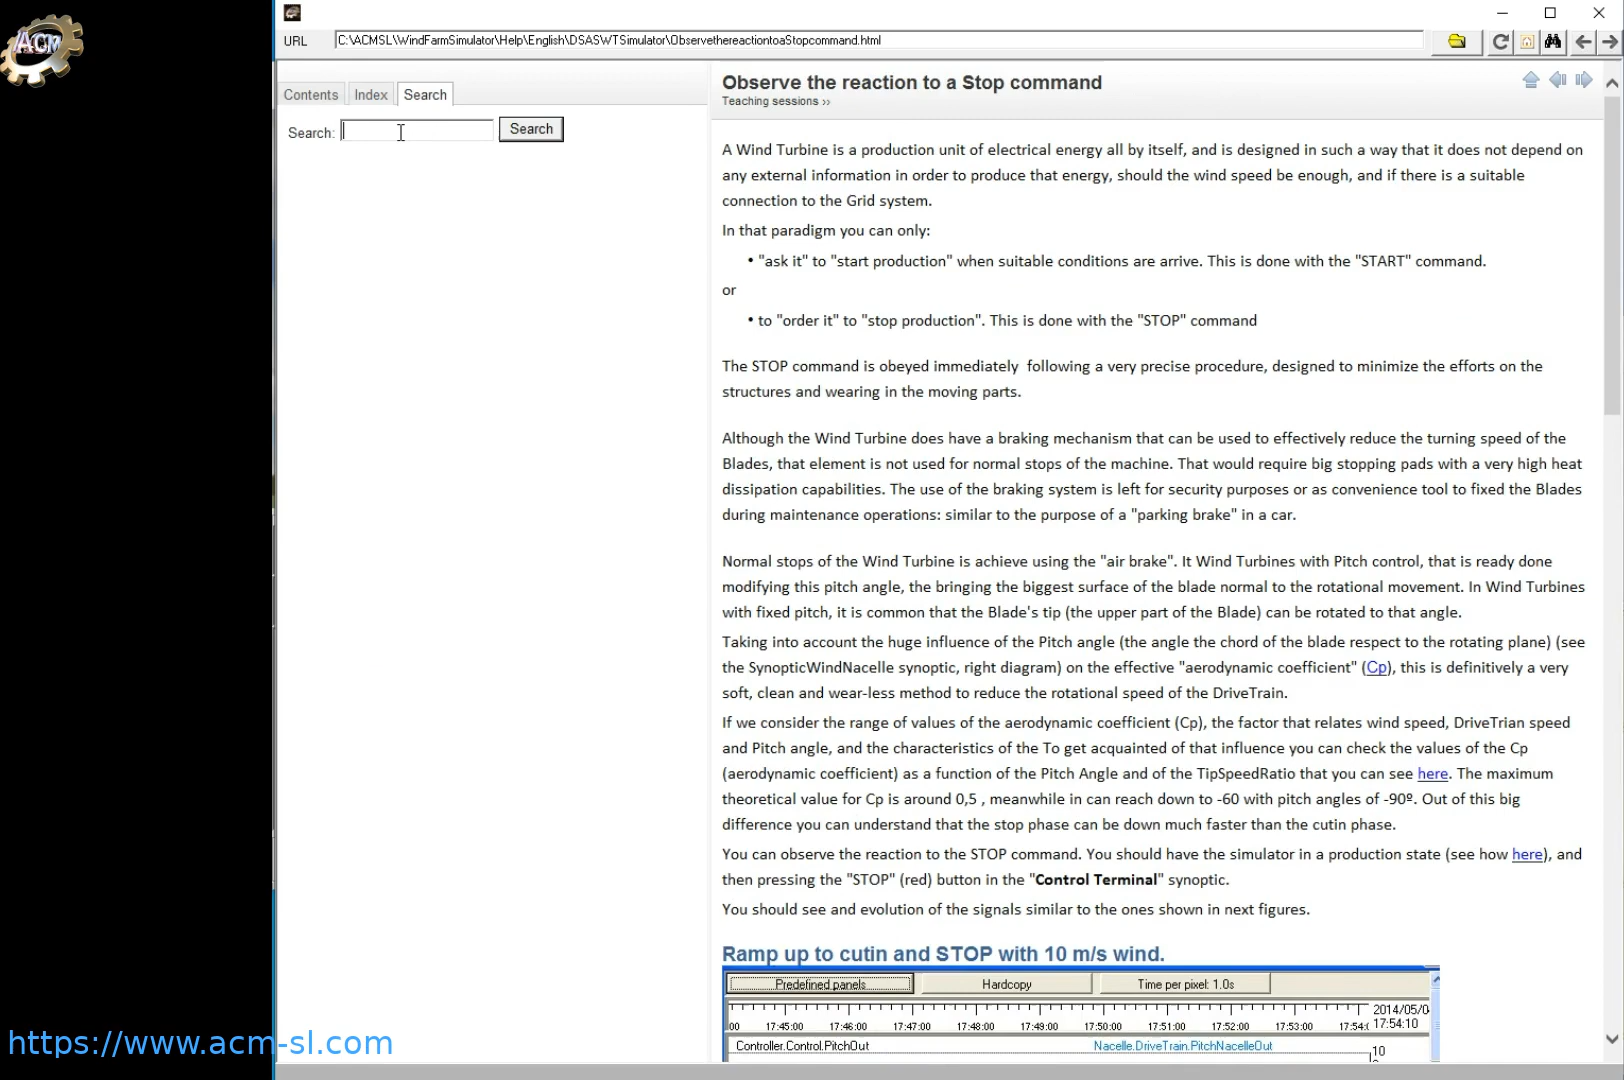 ACM
URL C:\ACMSL\WindFarmSimulator\Help\English\DSASWTSimulator\ObservethereactiontoaStopcommand.html
Contents Index Search
Search: Search
Observe the reaction to a Stop command
Teaching sessions ››
A Wind Turbine is a production unit of electrical energy all by itself, and is designed in such a way that it does not depend on
any external information in order to produce that energy, should the wind speed be enough, and if there is a suitable
connection to the Grid system.
In that paradigm you can only:
• "ask it" to "start production" when suitable conditions are arrive. This is done with the "START" command.
or
• to "order it" to "stop production". This is done with the "STOP" command
The STOP command is obeyed immediately  following a very precise procedure, designed to minimize the efforts on the
structures and wearing in the moving parts.
Although the Wind Turbine does have a braking mechanism that can be used to effectively reduce the turning speed of the
Blades, that element is not used for normal stops of the machine. That would require big stopping pads with a very high heat
dissipation capabilities. The use of the braking system is left for security purposes or as convenience tool to fixed the Blades
during maintenance operations: similar to the purpose of a "parking brake" in a car.
Normal stops of the Wind Turbine is achieve using the "air brake". It Wind Turbines with Pitch control, that is ready done
modifying this pitch angle, the bringing the biggest surface of the blade normal to the rotational movement. In Wind Turbines
with fixed pitch, it is common that the Blade's tip (the upper part of the Blade) can be rotated to that angle.
Taking into account the huge influence of the Pitch angle (the angle the chord of the blade respect to the rotating plane) (see
the SynopticWindNacelle synoptic, right diagram) on the effective "aerodynamic coefficient" (Cp), this is definitively a very
soft, clean and wear-less method to reduce the rotational speed of the DriveTrain.
If we consider the range of values of the aerodynamic coefficient (Cp), the factor that relates wind speed, DriveTrian speed
and Pitch angle, and the characteristics of the To get acquainted of that influence you can check the values of the Cp
(aerodynamic coefficient) as a function of the Pitch Angle and of the TipSpeedRatio that you can see here. The maximum
theoretical value for Cp is around 0,5 , meanwhile in can reach down to -60 with pitch angles of -90º. Out of this big
difference you can understand that the stop phase can be down much faster than the cutin phase.
You can observe the reaction to the STOP command. You should have the simulator in a production state (see how here), and
then pressing the "STOP" (red) button in the "Control Terminal" synoptic.
You should see and evolution of the signals similar to the ones shown in next figures.
Ramp up to cutin and STOP with 10 m/s wind.
Predefined panels Hardcopy Time per pixel: 1.0s
2014/05/0
:00 17:45:00 17:46:00 17:47:00 17:48:00 17:49:00 17:50:00 17:51:00 17:52:00 17:53:00 17:54:( 17:54:10
Controller.Control.PitchOut Nacelle.DriveTrain.PitchNacelleOut 10
https://www.acm-sl.com